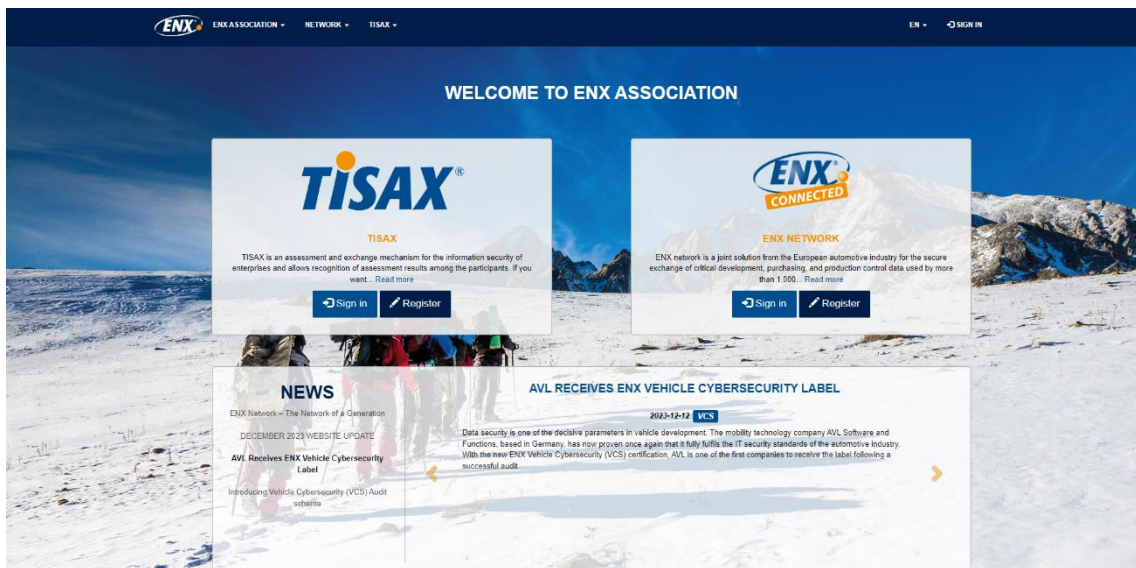 ENX ENX ASSOCIATION NETWORK TISAX EN SIGN IN
WELCOME TO ENX ASSOCIATION
TiSAX®
TISAX
TISAX is an assessment and exchange mechanism for the information security of
enterprises and allows recognition of assessment results among the participants. If you
want... Read more
Sign in Register
ENX®
CONNECTED
ENX NETWORK
ENX network is a joint solution from the European automotive industry for the secure
exchange of critical development, purchasing, and production control data used by more
than 1.000... Read more
Sign in Register
NEWS
ENX Network – The Network of a Generation
DECEMBER 2023 WEBSITE UPDATE
AVL Receives ENX Vehicle Cybersecurity
Label
Introducing Vehicle Cybersecurity (VCS) Audit
scheme
AVL RECEIVES ENX VEHICLE CYBERSECURITY LABEL
2023-12-12 VCS
Data security is one of the decisive parameters in vehicle development. The mobility technology company AVL Software and
Functions, based in Germany, has now proven once again that it fully fulfils the IT security standards of the automotive industry.
With the new ENX Vehicle Cybersecurity (VCS) certification, AVL is one of the first companies to receive the label following a
successful audit.